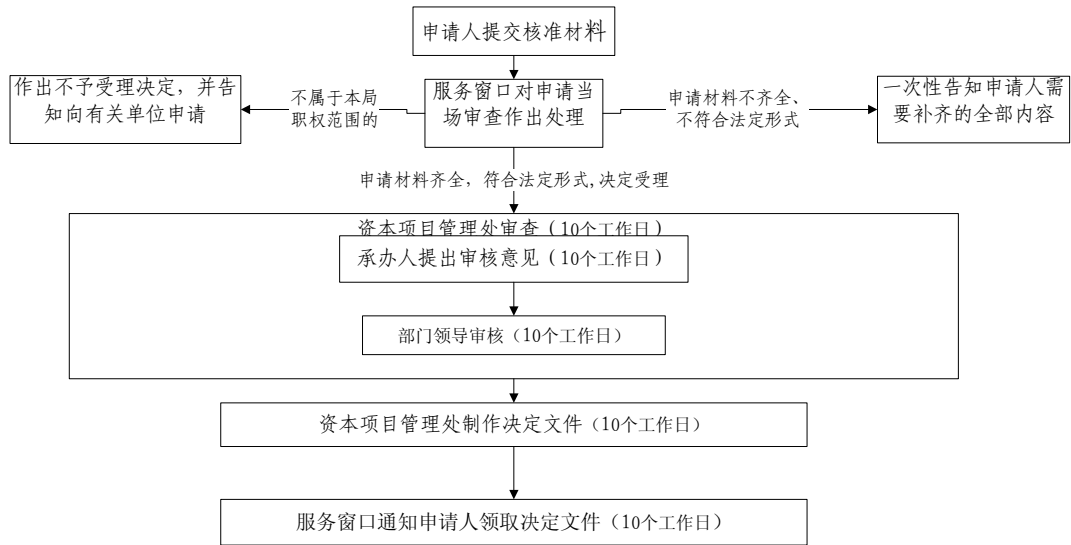 申请人提交核准材料
作出不予受理决定，并告
知向有关单位申请
不属于本局
职权范围的
服务窗口对申请当
场审查作出处理
申请材料不齐全、
不符合法定形式
一次性告知申请人需
要补齐的全部内容
申请材料齐全，符合法定形式,决定受理
资本项目管理处审查（10个工作日）
承办人提出审核意见（10个工作日）
部门领导审核（10个工作日）
资本项目管理处制作决定文件（10个工作日）
服务窗口通知申请人领取决定文件（10个工作日）